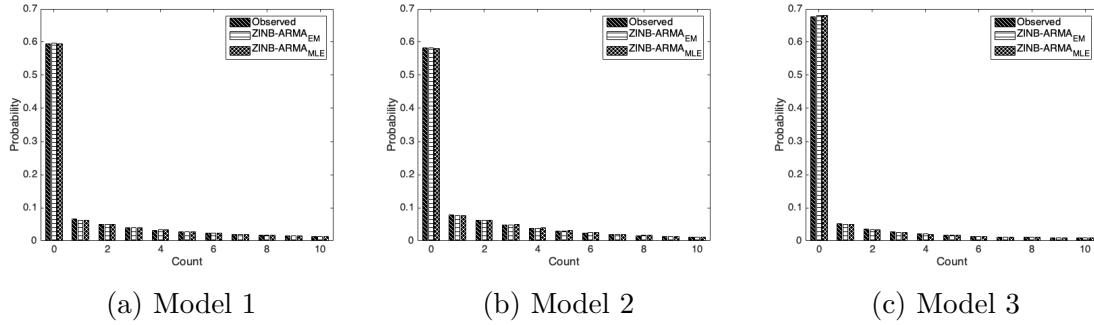 0.7
0.6
0.5
0.4
0.3
0.2
0.1
0
Probability
0 2 4 6 8 10
Count
Observed
ZINB-ARMA_EM
ZINB-ARMA_MLE
(a) Model 1
0.7
0.6
0.5
0.4
0.3
0.2
0.1
0
Probability
0 2 4 6 8 10
Count
Observed
ZINB-ARMA_EM
ZINB-ARMA_MLE
(b) Model 2
0.7
0.6
0.5
0.4
0.3
0.2
0.1
0
Probability
0 2 4 6 8 10
Count
Observed
ZINB-ARMA_EM
ZINB-ARMA_MLE
(c) Model 3